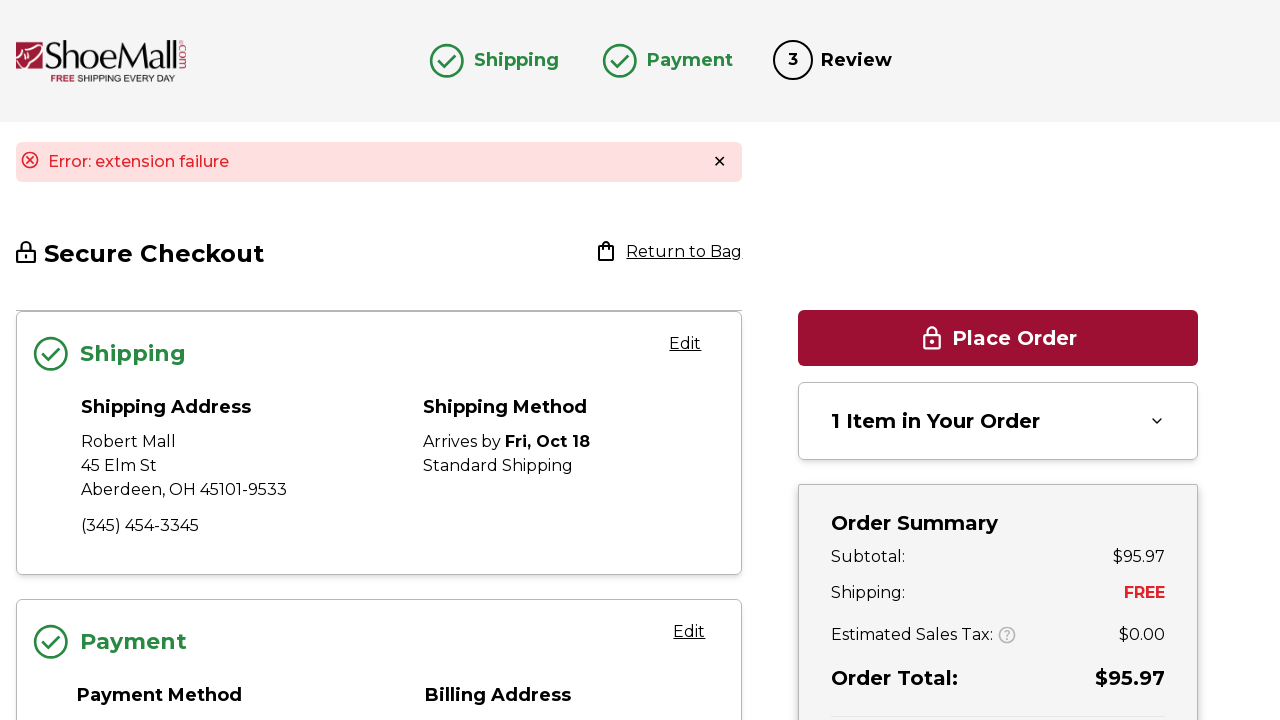 ShoeMall.com
FREE SHIPPING EVERY DAY
Shipping
Payment
3 Review
Error: extension failure
Secure Checkout
Return to Bag
Shipping
Edit
Shipping Address
Robert Mall
45 Elm St
Aberdeen, OH 45101-9533
(345) 454-3345
Shipping Method
Arrives by Fri, Oct 18
Standard Shipping
Payment
Edit
Payment Method
Billing Address
Place Order
1 Item in Your Order
Order Summary
Subtotal: $95.97
Shipping: FREE
Estimated Sales Tax: ? $0.00
Order Total: $95.97